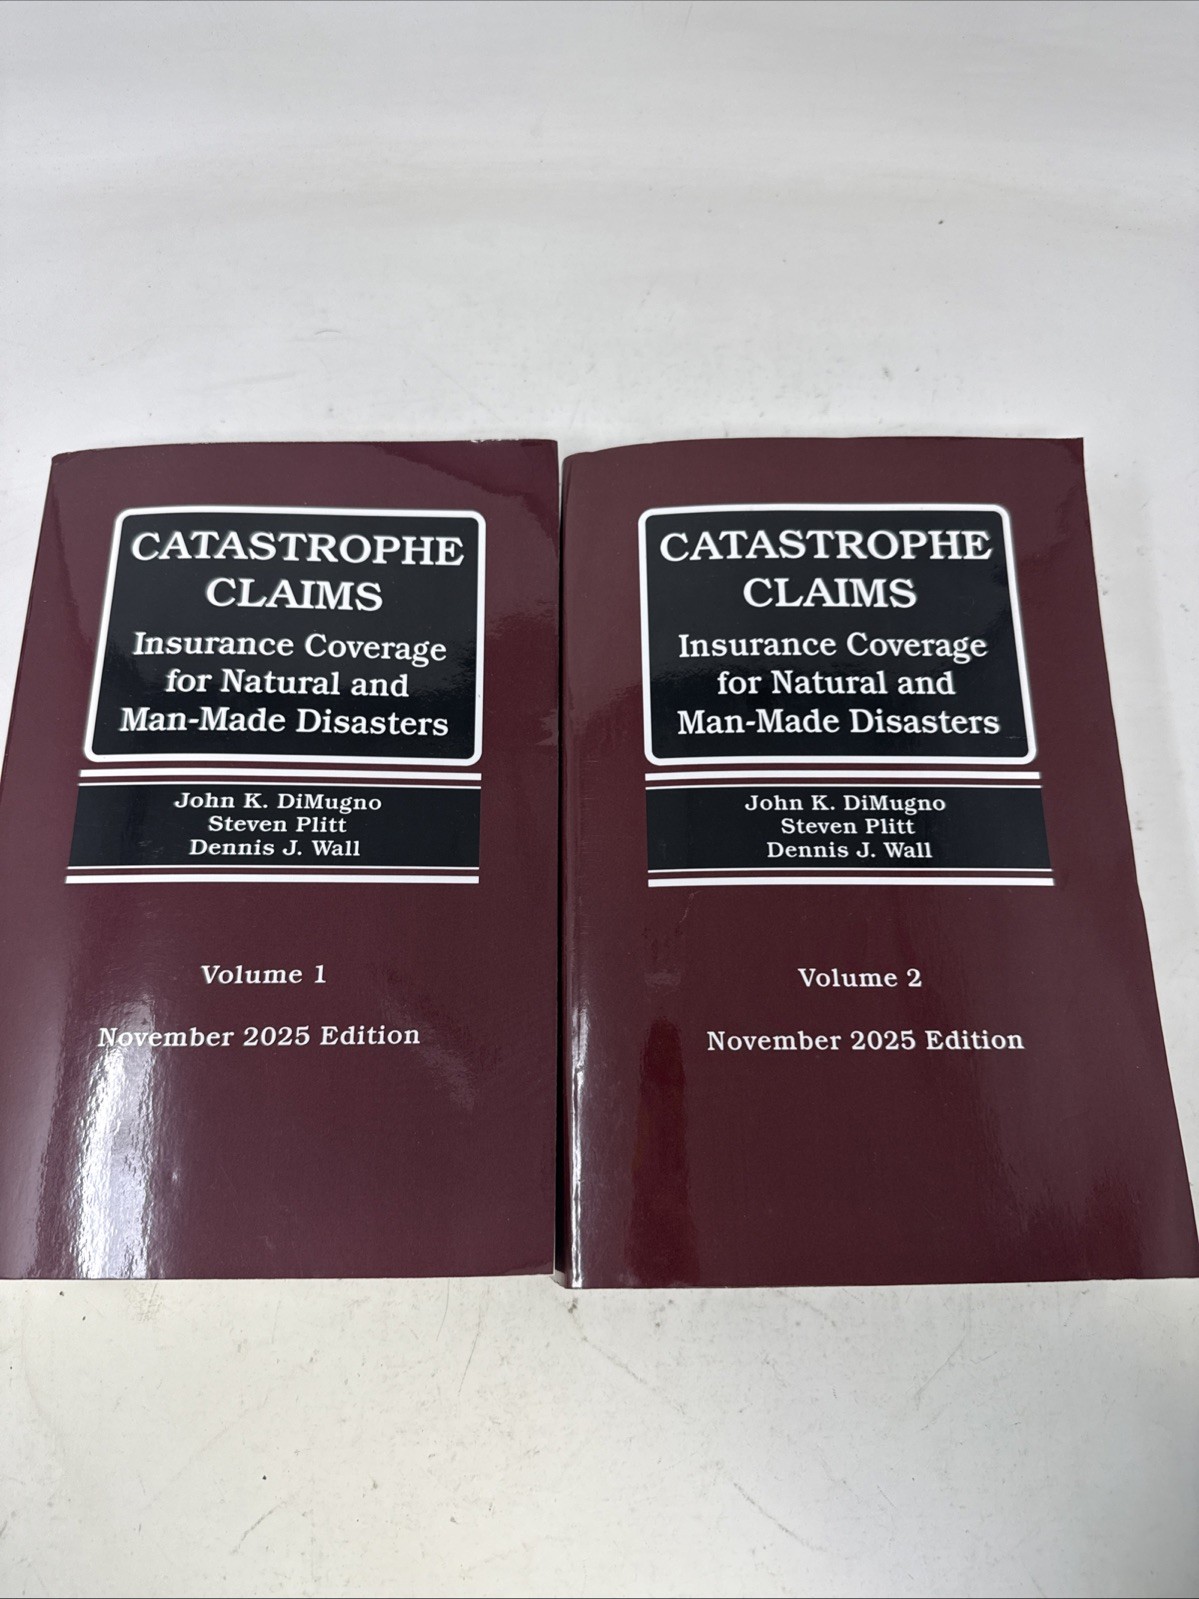 CATASTROPHE
CLAIMS
Insurance Coverage
for Natural and
Man-Made Disasters
John K. DiMugno
Steven Plitt
Dennis J. Wall
Volume 1
November 2025 Edition
CATASTROPHE
CLAIMS
Insurance Coverage
for Natural and
Man-Made Disasters
John K. DiMugno
Steven Plitt
Dennis J. Wall
Volume 2
November 2025 Edition